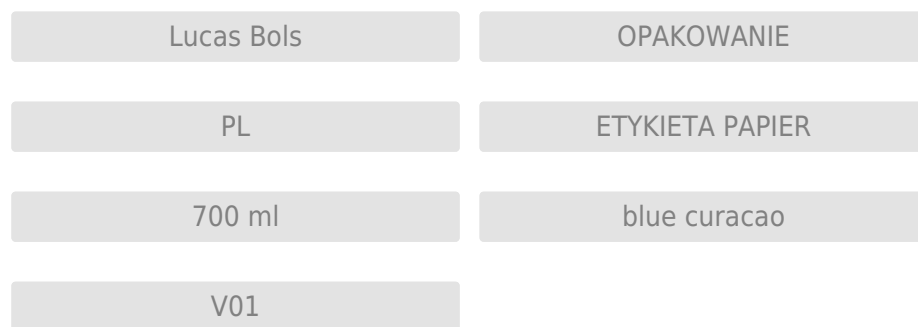 Lucas Bols
OPAKOWANIE
PL
ETYKIETA PAPIER
700 ml
blue curacao
V01